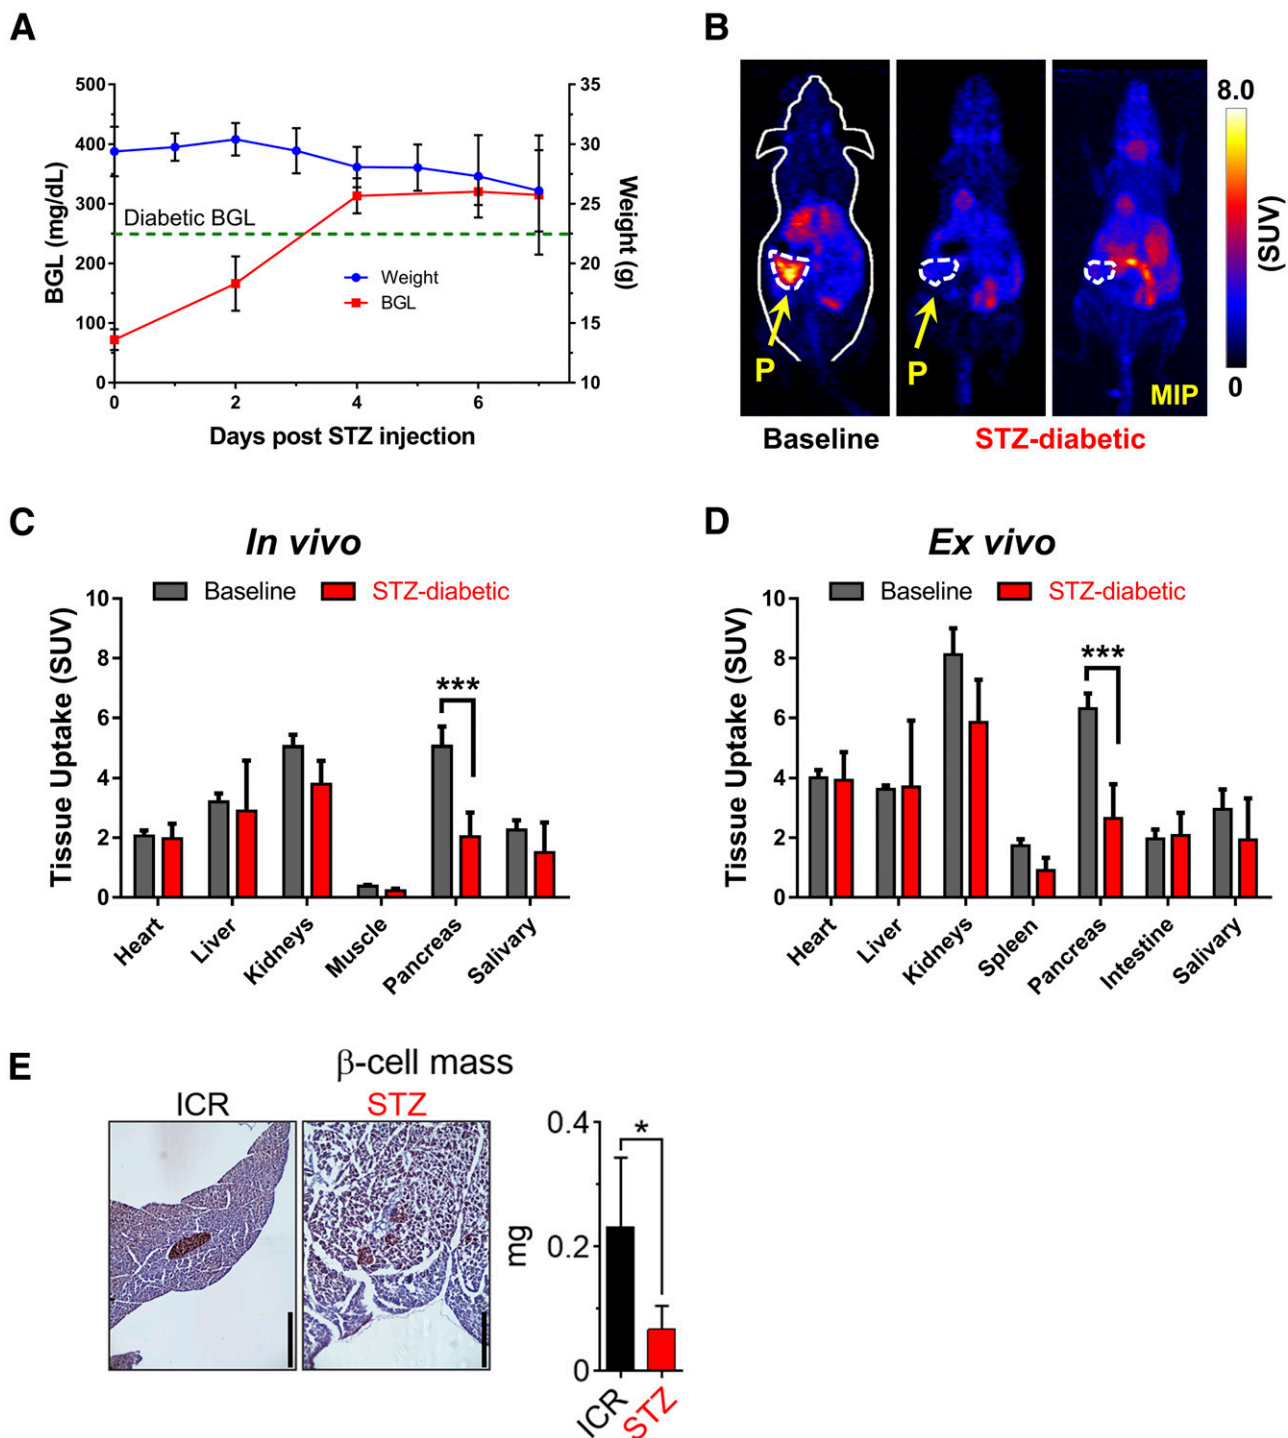 A
500
400
300
200
100
0
BGL (mg/dL)
35
30
25
20
15
10
Weight (g)
Diabetic BGL
Weight
BGL
0
2
4
6
Days post STZ injection
B
P
P
MIP
8.0
0
(SUV)
Baseline
STZ-diabetic
C
In vivo
Baseline
STZ-diabetic
10
8
6
4
2
0
Tissue Uptake (SUV)
***
Heart
Liver
Kidneys
Muscle
Pancreas
Salivary
D
Ex vivo
Baseline
STZ-diabetic
10
8
6
4
2
0
Tissue Uptake (SUV)
***
Heart
Liver
Kidneys
Spleen
Pancreas
Intestine
Salivary
E
β-cell mass
ICR
STZ
0.4
0.2
0
mg
*
ICR
STZ